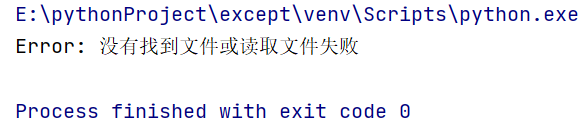 E:\pythonProject\except\venv\Scripts\python.exe
Error: 没有找到文件或读取文件失败
Process finished with exit code 0